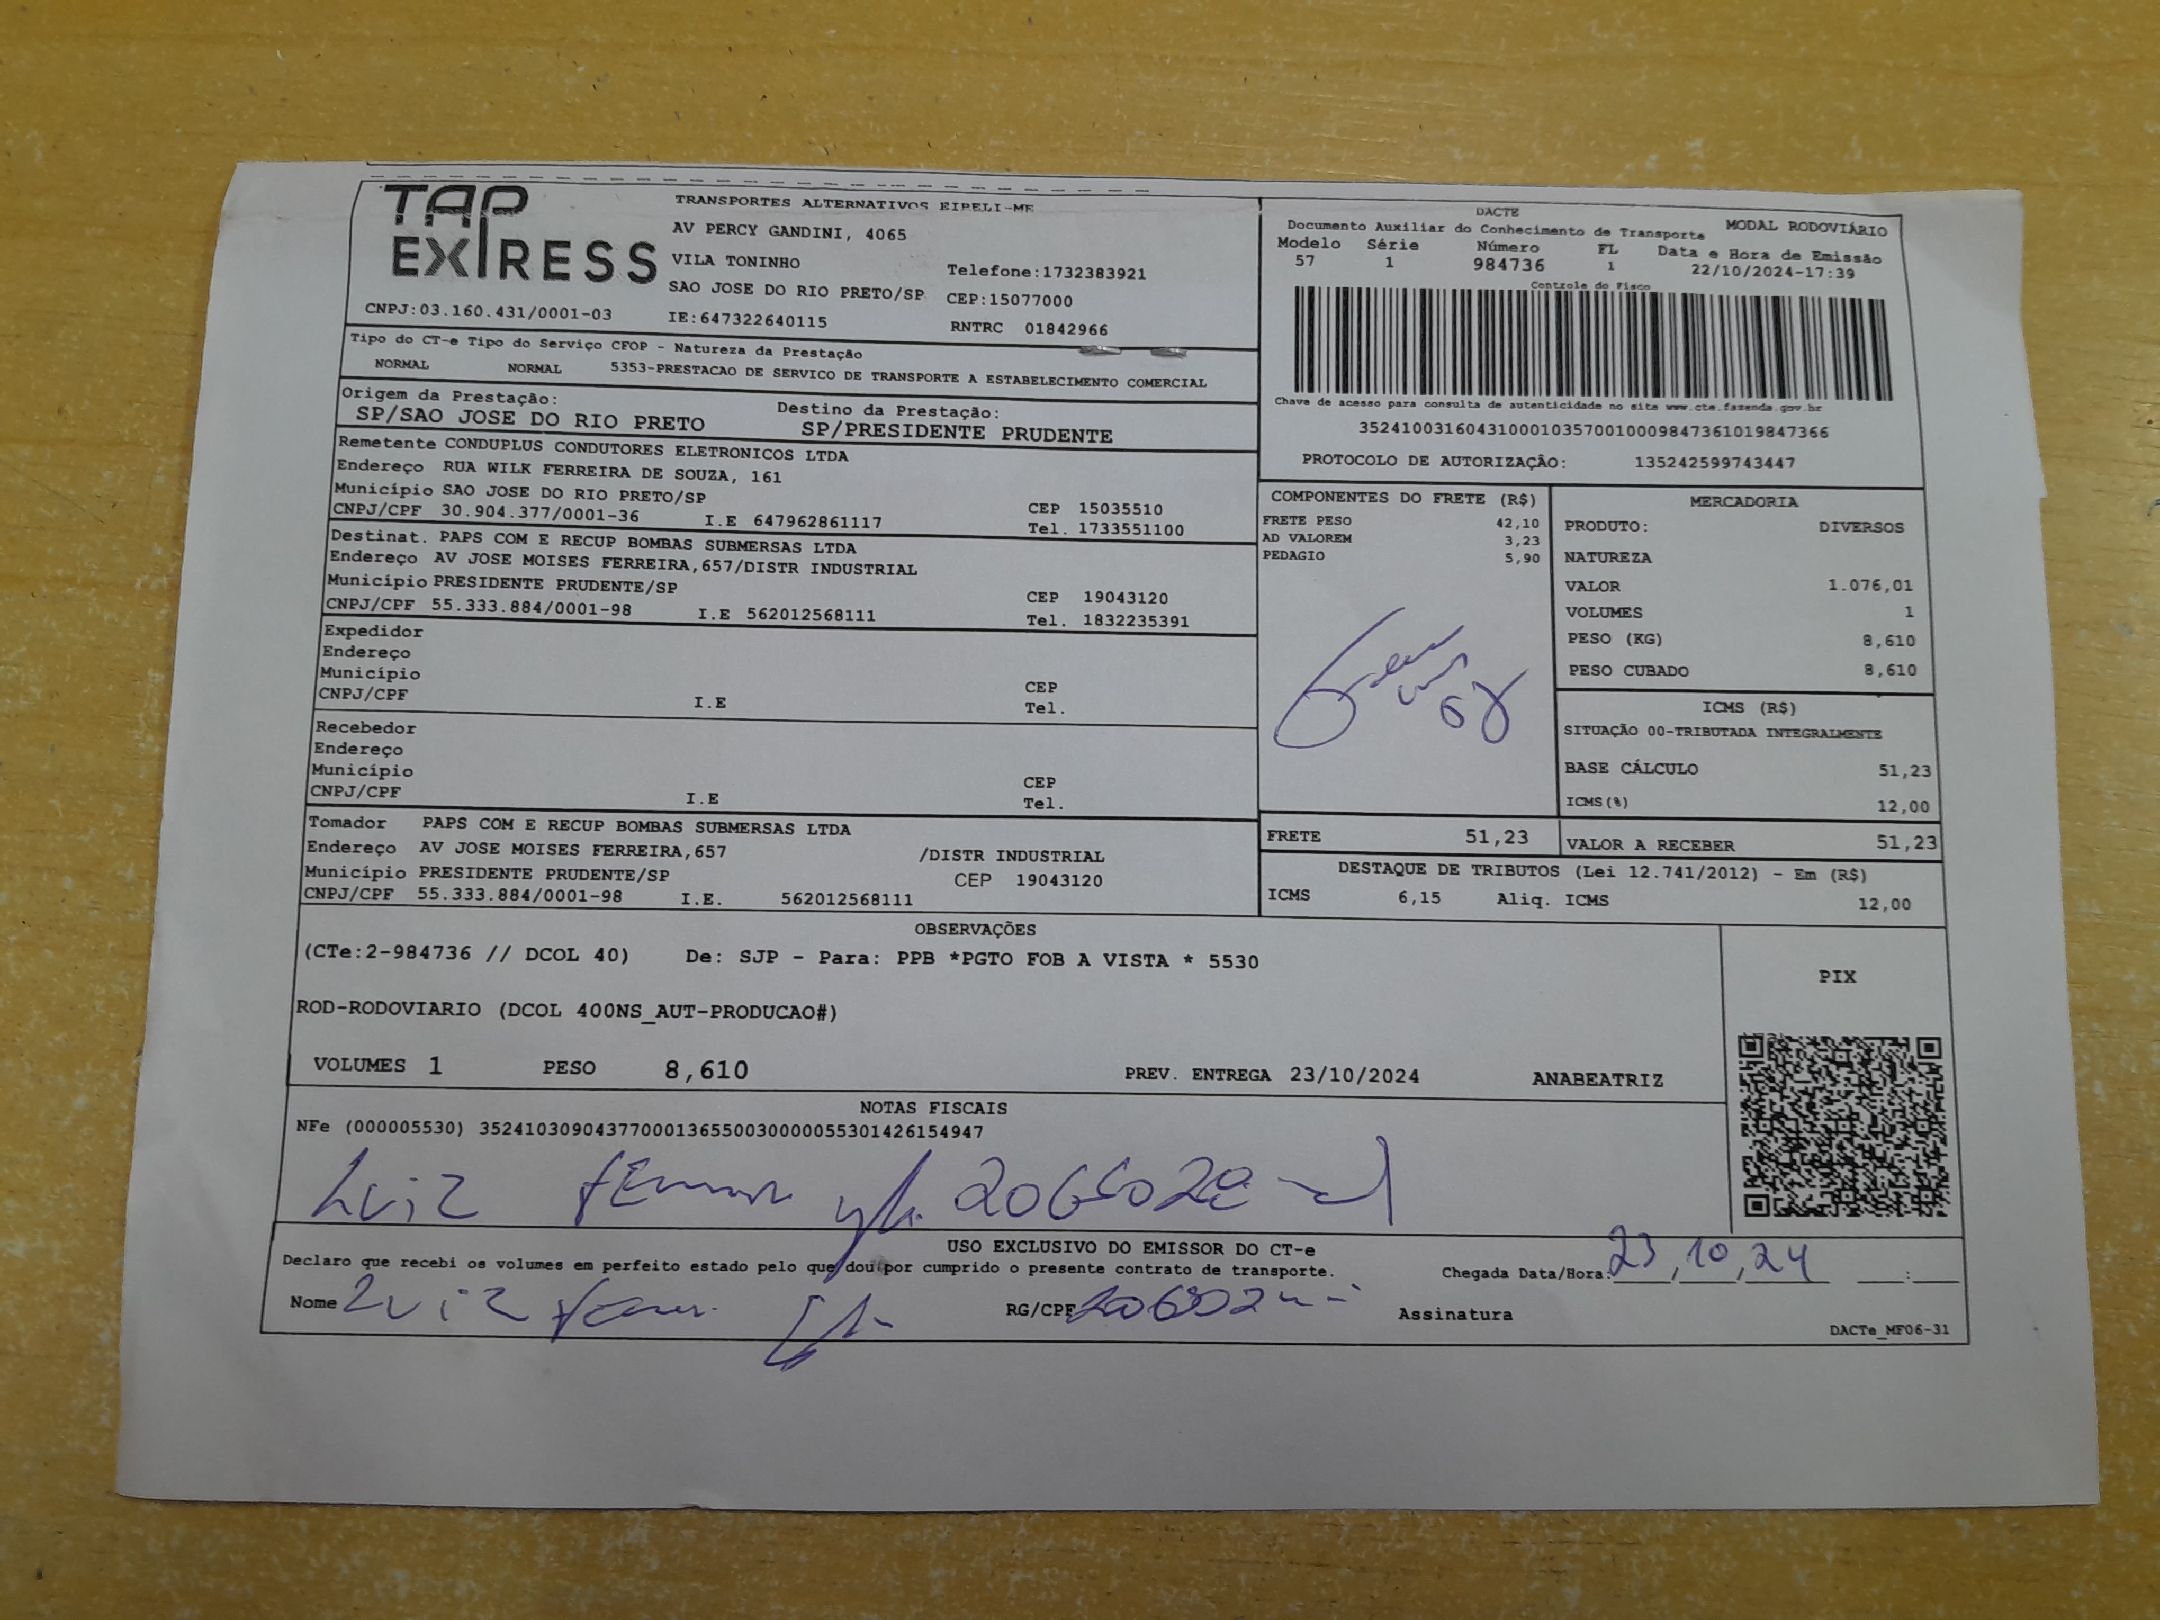 TAP EXPRESS
TRANSPORTES ALTERNATIVOS EIRELI-ME
AV PERCY GANDINI, 4065
VILA TONINHO
Telefone:1732383921
SAO JOSE DO RIO PRETO/SP CEP:15077000
CNPJ:03.160.431/0001-03 IE:647322640115 RNTRC 01842966
DACTE
Documento Auxiliar do Conhecimento de Transporte MODAL RODOVIÁRIO
Modelo Série Número FL Data e Hora de Emissão
57 1 984736 1 22/10/2024-17:39
Controle do Fisco
Chave de acesso para consulta de autenticidade no site www.cte.fazenda.gov.br
35241003160431000103570010009847361019847366
PROTOCOLO DE AUTORIZAÇÃO: 135242599743447
Tipo do CT-e Tipo do Serviço CFOP - Natureza da Prestação
NORMAL NORMAL 5353-PRESTACAO DE SERVICO DE TRANSPORTE A ESTABELECIMENTO COMERCIAL
Origem da Prestação: Destino da Prestação:
SP/SAO JOSE DO RIO PRETO SP/PRESIDENTE PRUDENTE
Remetente CONDUPLUS CONDUTORES ELETRONICOS LTDA
Endereço RUA WILK FERREIRA DE SOUZA, 161
Município SAO JOSE DO RIO PRETO/SP CEP 15035510
CNPJ/CPF 30.904.377/0001-36 I.E 647962861117 Tel. 1733551100
Destinat. PAPS COM E RECUP BOMBAS SUBMERSAS LTDA
Endereço AV JOSE MOISES FERREIRA,657/DISTR INDUSTRIAL
Município PRESIDENTE PRUDENTE/SP CEP 19043120
CNPJ/CPF 55.333.884/0001-98 I.E 562012568111 Tel. 1832235391
Expedidor
Endereço
Município CEP
CNPJ/CPF I.E Tel.
Recebedor
Endereço
Município CEP
CNPJ/CPF I.E Tel.
Tomador PAPS COM E RECUP BOMBAS SUBMERSAS LTDA
Endereço AV JOSE MOISES FERREIRA,657 /DISTR INDUSTRIAL
Município PRESIDENTE PRUDENTE/SP CEP 19043120
CNPJ/CPF 55.333.884/0001-98 I.E. 562012568111
COMPONENTES DO FRETE (R$)
FRETE PESO 42,10
AD VALOREM 3,23
PEDAGIO 5,90
MERCADORIA
PRODUTO: DIVERSOS
NATUREZA
VALOR 1.076,01
VOLUMES 1
PESO (KG) 8,610
PESO CUBADO 8,610
ICMS (R$)
SITUAÇÃO 00-TRIBUTADA INTEGRALMENTE
BASE CÁLCULO 51,23
ICMS(%) 12,00
FRETE 51,23 VALOR A RECEBER 51,23
DESTAQUE DE TRIBUTOS (Lei 12.741/2012) - Em (R$)
ICMS 6,15 Aliq. ICMS 12,00
OBSERVAÇÕES
(CTe:2-984736 // DCOL 40) De: SJP - Para: PPB *PGTO FOB A VISTA * 5530
ROD-RODOVIARIO (DCOL 400NS_AUT-PRODUCAO#)
VOLUMES 1 PESO 8,610 PREV. ENTREGA 23/10/2024 ANABEATRIZ
PIX
NOTAS FISCAIS
NFe (000005530) 35241030904377000136550030000055301426154947
Luiz
USO EXCLUSIVO DO EMISSOR DO CT-e
Declaro que recebi os volumes em perfeito estado pelo que dou por cumprido o presente contrato de transporte. Chegada Data/Hora: 23,10,24 :
Nome Luiz RG/CPF Assinatura
DACTe_MF06-31